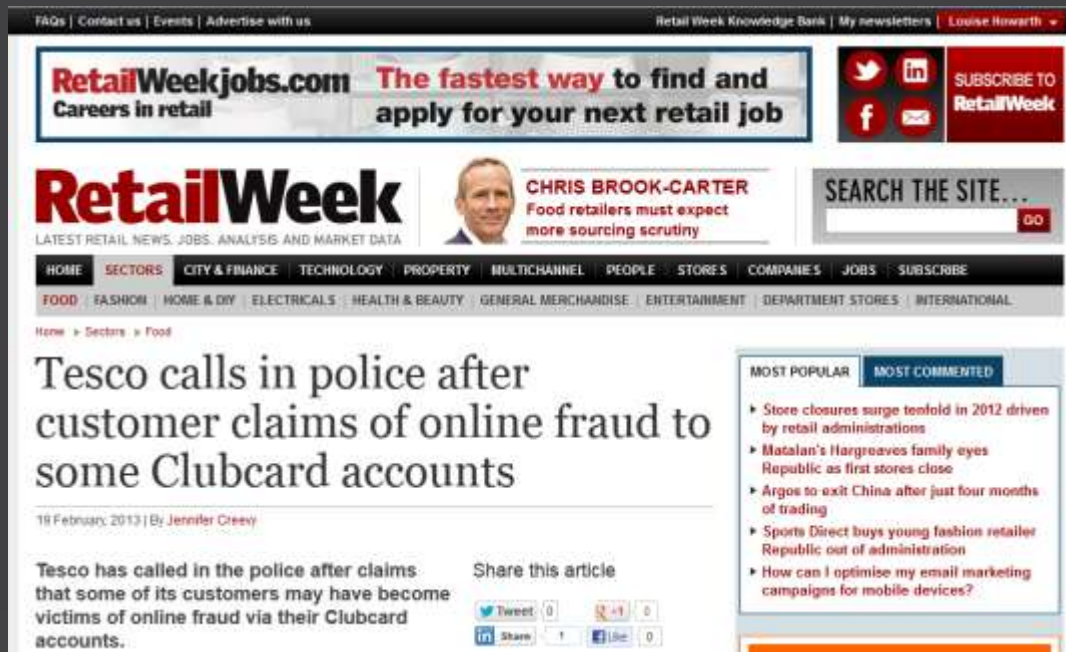 FAQs | Contact us | Events | Advertise with us
Retail Week Knowledge Bank | My newsletters | Louise Howarth
RetailWeekjobs.com
Careers in retail
The fastest way to find and
apply for your next retail job
SUBSCRIBE TO
RetailWeek
RetailWeek
LATEST RETAIL NEWS, JOBS, ANALYSIS AND MARKET DATA
CHRIS BROOK-CARTER
Food retailers must expect
more sourcing scrutiny
SEARCH THE SITE...
GO
HOME SECTORS CITY & FINANCE TECHNOLOGY PROPERTY MULTICHANNEL PEOPLE STORES COMPANIES JOBS SUBSCRIBE
FOOD FASHION HOME & DIY ELECTRICALS HEALTH & BEAUTY GENERAL MERCHANDISE ENTERTAINMENT DEPARTMENT STORES INTERNATIONAL
Home » Sectors » Food
Tesco calls in police after
customer claims of online fraud to
some Clubcard accounts
19 February, 2013 | By Jennifer Creevy
Tesco has called in the police after claims
that some of its customers may have become
victims of online fraud via their Clubcard
accounts.
Share this article
Tweet 0
+1 0
in Share 1
Like 0
MOST POPULAR MOST COMMENTED
Store closures surge tenfold in 2012 driven
by retail administrations
Matalan's Hargreaves family eyes
Republic as first stores close
Argos to exit China after just four months
of trading
Sports Direct buys young fashion retailer
Republic out of administration
How can I optimise my email marketing
campaigns for mobile devices?